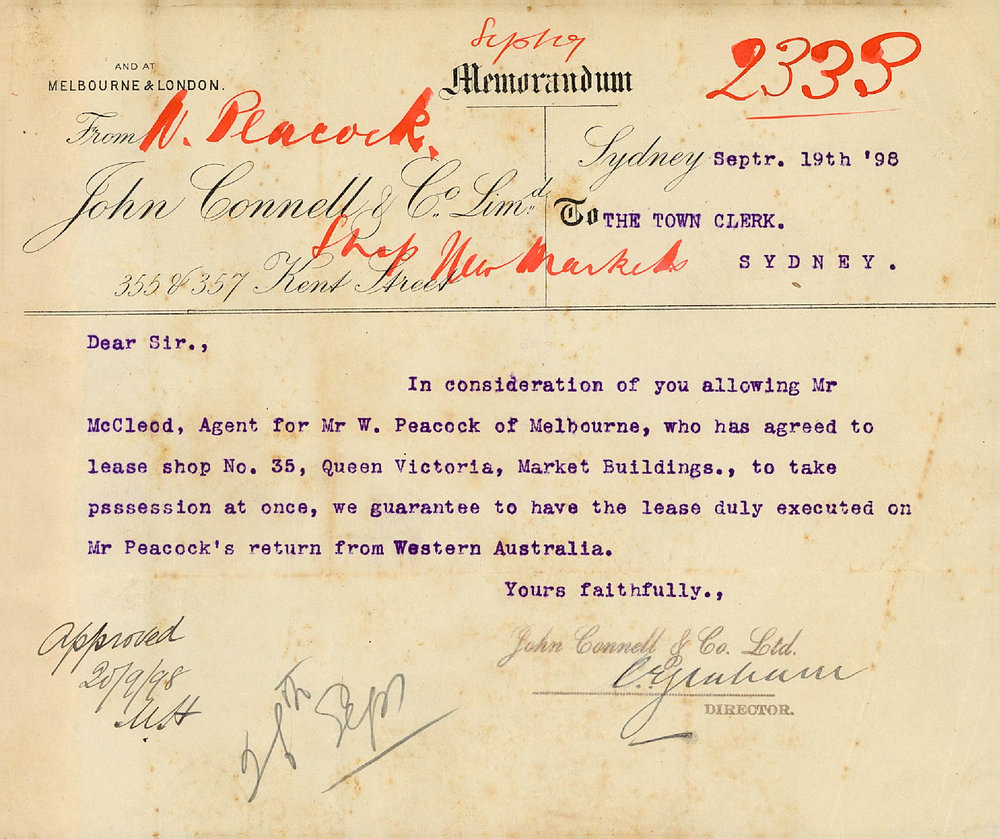 AND AT
MELBOURNE & LONDON.
Memorandum
2333
From W. Peacock.
Sydney Septr. 19th '98
John Connell & Co. Limd.
To THE TOWN CLERK.
Shop New Markets
SYDNEY.
355 & 357 Kent Street
Dear Sir.,
In consideration of you allowing Mr
McCleod, Agent for Mr W. Peacock of Melbourne, who has agreed to
lease shop No. 35, Queen Victoria, Market Buildings., to take
psssession at once, we guarantee to have the lease duly executed on
Mr Peacock's return from Western Australia.
Yours faithfully.,
Approved
20/9/98
John Connell & Co. Ltd.
DIRECTOR.
Sept